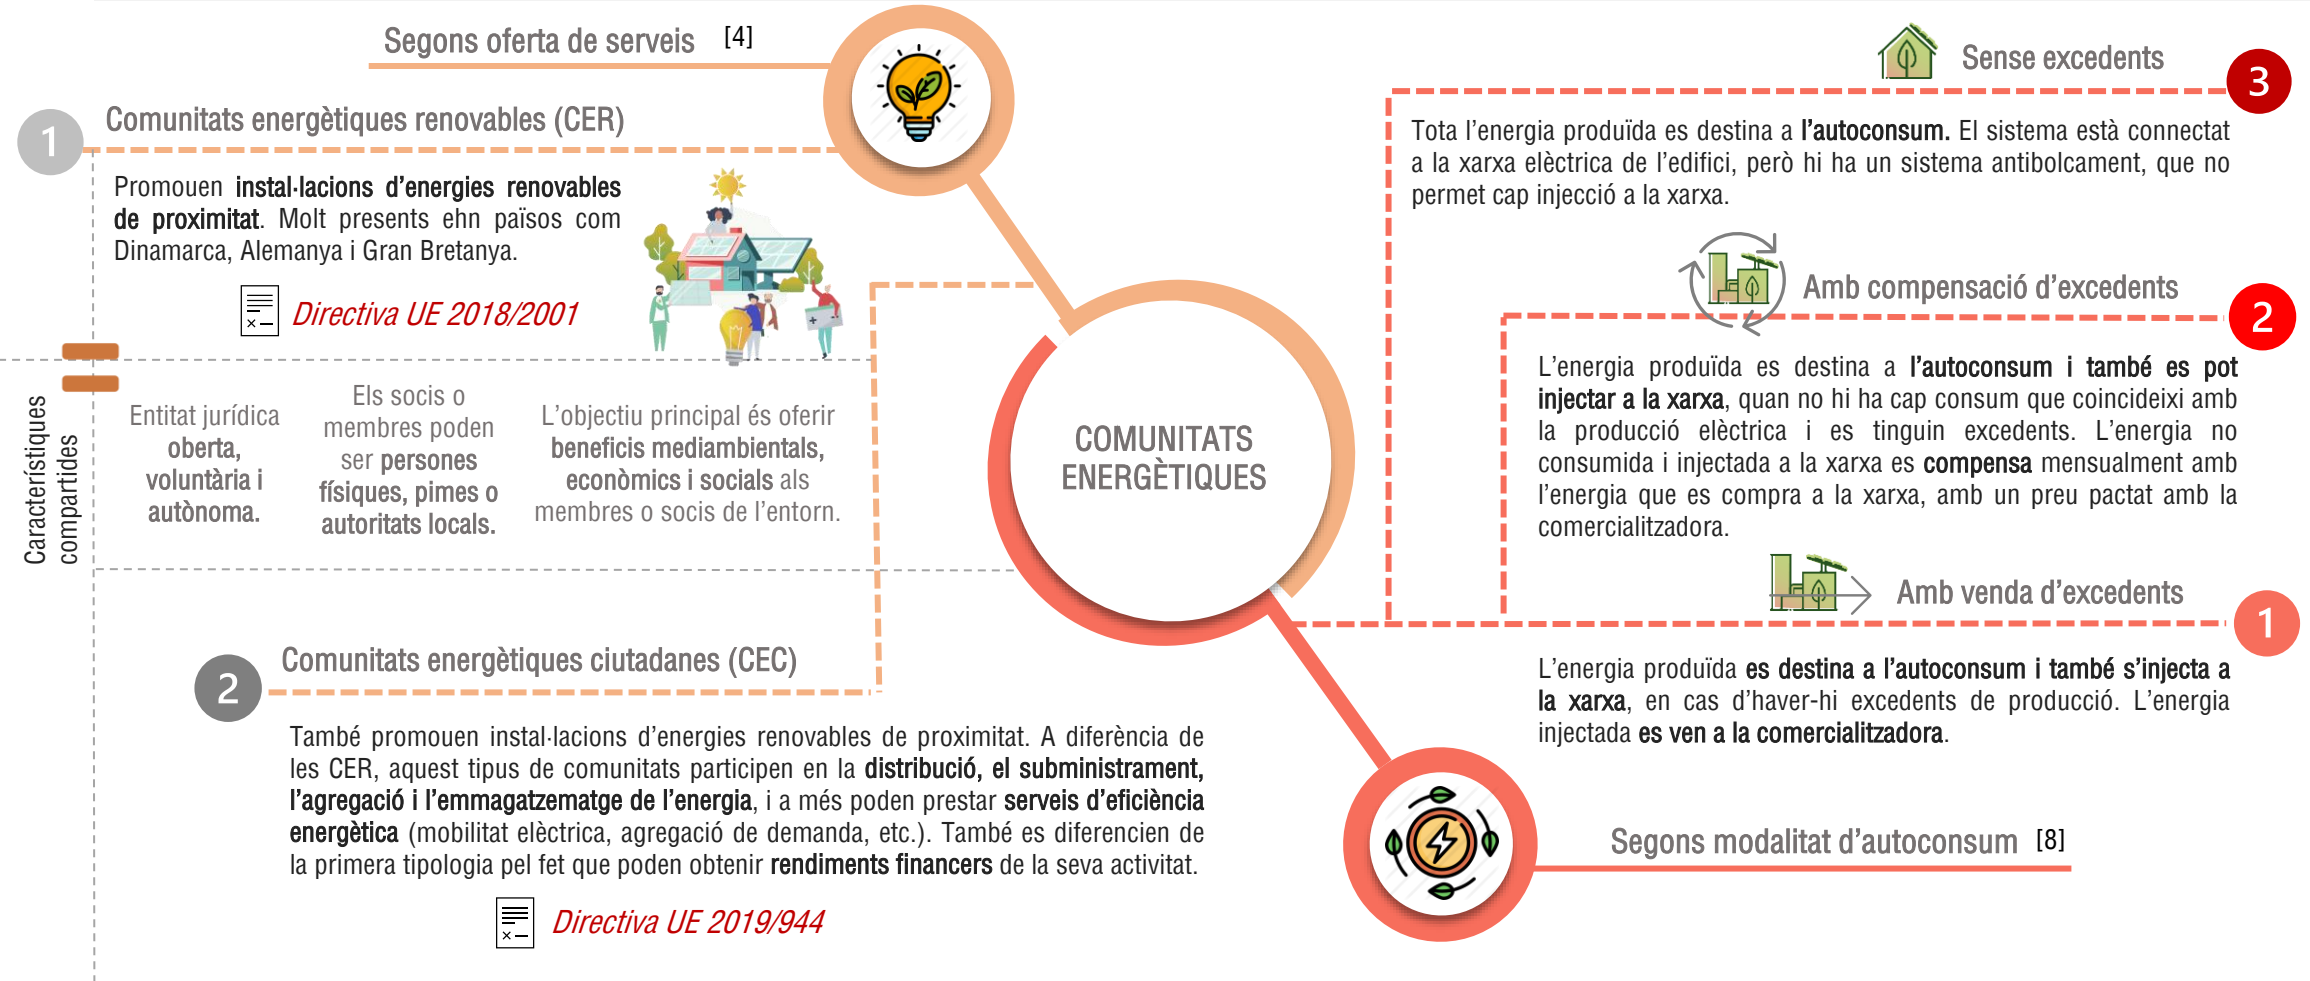 Segons oferta de serveis [4]
1
Comunitats energètiques renovables (CER)
Promouen instal·lacions d'energies renovables
de proximitat. Molt presents ehn països com
Dinamarca, Alemanya i Gran Bretanya.
Directiva UE 2018/2001
Característiques
compartides
Entitat jurídica
oberta,
voluntària i
autònoma.
Els socis o
membres poden
ser persones
físiques, pimes o
autoritats locals.
L'objectiu principal és oferir
beneficis mediambientals,
econòmics i socials als
membres o socis de l'entorn.
2
Comunitats energètiques ciutadanes (CEC)
També promouen instal·lacions d'energies renovables de proximitat. A diferència de
les CER, aquest tipus de comunitats participen en la distribució, el subministrament,
l'agregació i l'emmagatzematge de l'energia, i a més poden prestar serveis d'eficiència
energètica (mobilitat elèctrica, agregació de demanda, etc.). També es diferencien de
la primera tipologia pel fet que poden obtenir rendiments financers de la seva activitat.
Directiva UE 2019/944
COMUNITATS
ENERGÈTIQUES
Sense excedents
3
Tota l'energia produïda es destina a l'autoconsum. El sistema està connectat
a la xarxa elèctrica de l'edifici, però hi ha un sistema antibolcament, que no
permet cap injecció a la xarxa.
Amb compensació d'excedents
2
L'energia produïda es destina a l'autoconsum i també es pot
injectar a la xarxa, quan no hi ha cap consum que coincideixi amb
la producció elèctrica i es tinguin excedents. L'energia no
consumida i injectada a la xarxa es compensa mensualment amb
l'energia que es compra a la xarxa, amb un preu pactat amb la
comercialitzadora.
Amb venda d'excedents
1
L'energia produïda es destina a l'autoconsum i també s'injecta a
la xarxa, en cas d'haver-hi excedents de producció. L'energia
injectada es ven a la comercialitzadora.
Segons modalitat d'autoconsum [8]